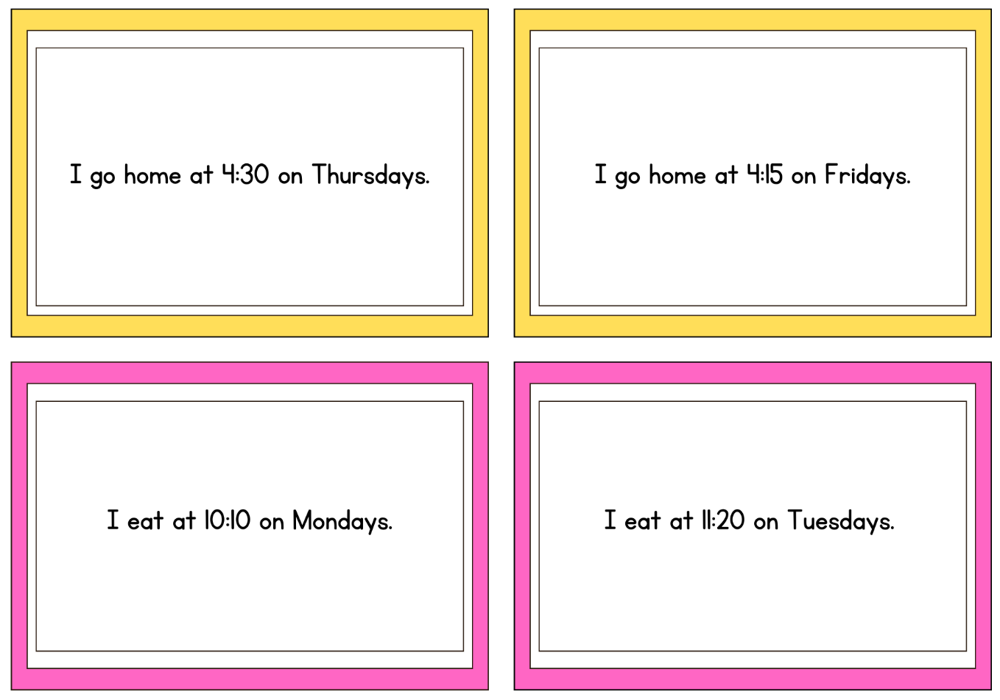 I go home at 4:30 on Thursdays.
I go home at 4:15 on Fridays.
I eat at 10:10 on Mondays.
I eat at 11:20 on Tuesdays.